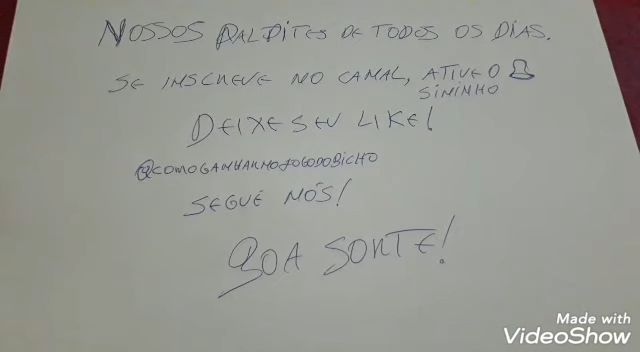 NOSSOS PALPITES DE TODOS OS DIAS.
SE INSCREVE NO CANAL, ATIVE O
SININHO
DEIXE SEU LIKE!
@COMOGANHARNOJOGODOBICHO
SEGUE NÓS!
BOA SORTE!
Made with
VideoShow